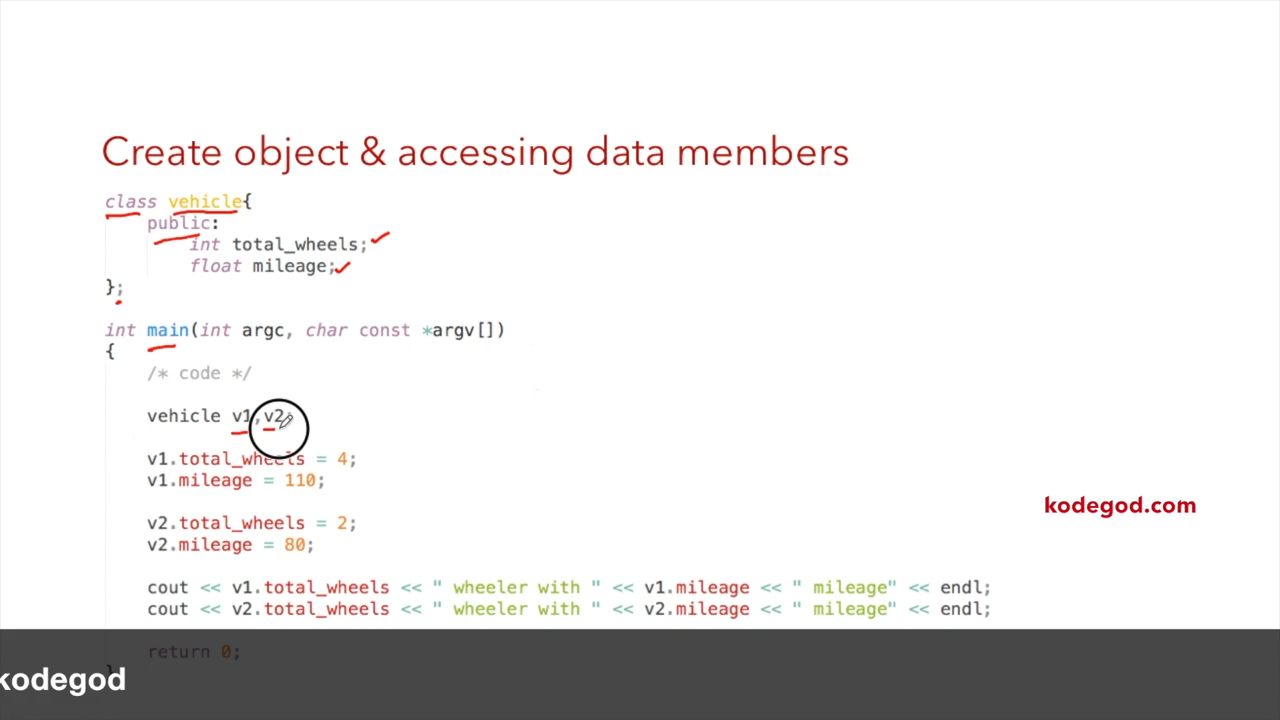 Create object & accessing data members
class vehicle{
public:
int total_wheels;
float mileage;
};
int main(int argc, char const *argv[])
{
/* code */
vehicle v1,v2;
v1.total_wheels = 4;
v1.mileage = 110;
v2.total_wheels = 2;
v2.mileage = 80;
kodegod.com
cout << v1.total_wheels << " wheeler with " << v1.mileage << " mileage" << endl;
cout << v2.total_wheels << " wheeler with " << v2.mileage << " mileage" << endl;
return 0;
}
kodegod